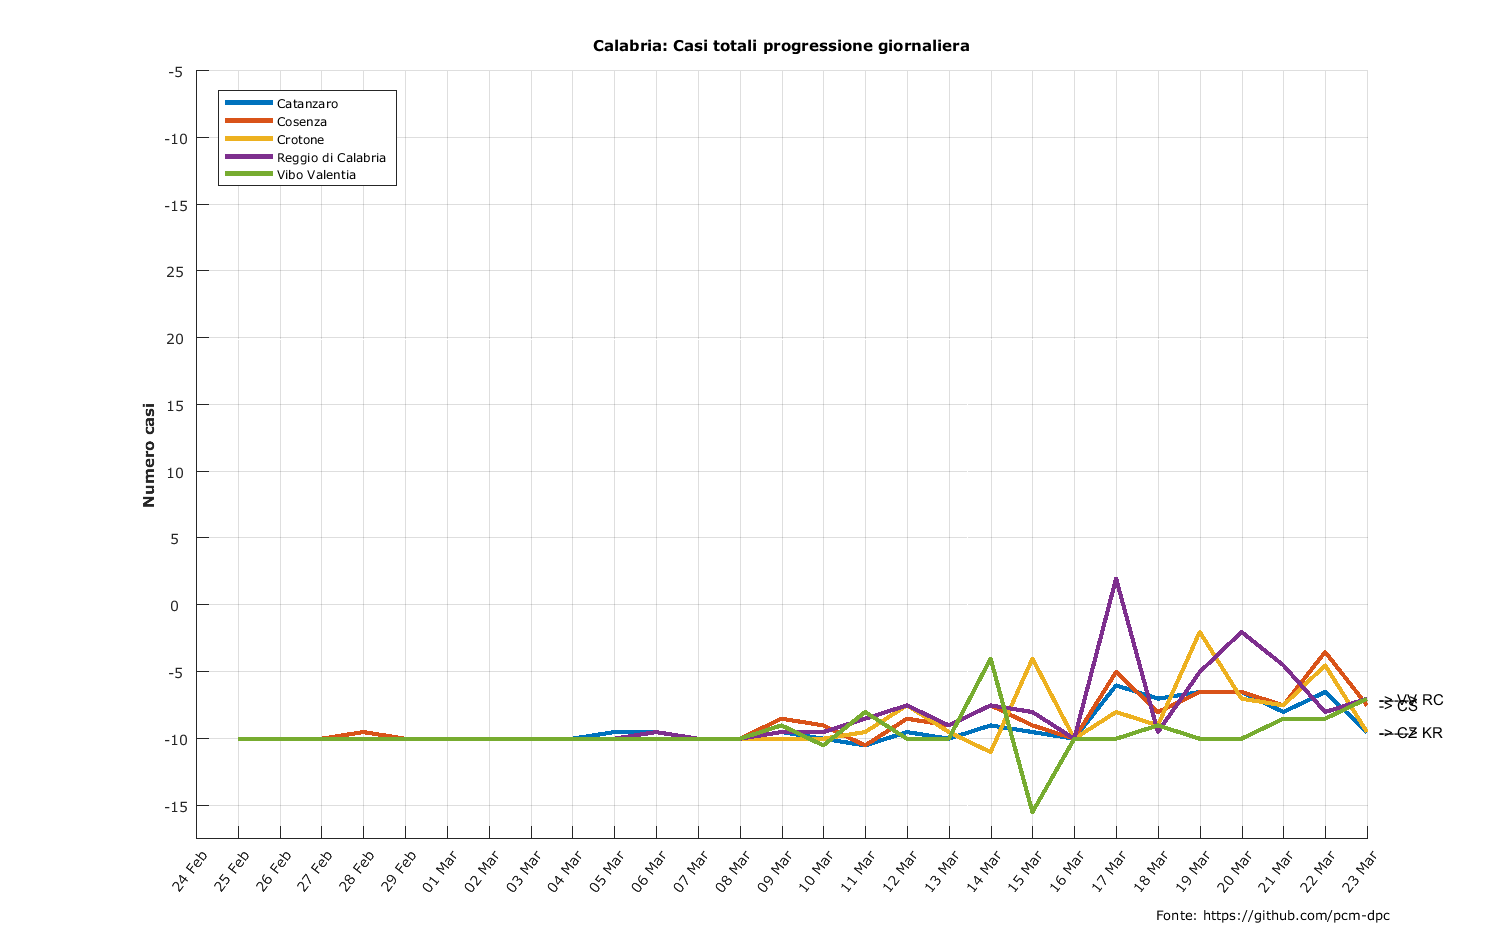 Calabria: Casi totali progressione giornaliera
Catanzaro
Cosenza
Crotone
Reggio di Calabria
Vibo Valentia
Numero casi
-5
-10
-15
25
20
15
10
5
0
-5
-10
-15
-> RC
-> CS
-> CZ
KR
24 Feb
25 Feb
26 Feb
27 Feb
28 Feb
29 Feb
01 Mar
02 Mar
03 Mar
04 Mar
05 Mar
06 Mar
07 Mar
08 Mar
09 Mar
10 Mar
11 Mar
12 Mar
13 Mar
14 Mar
15 Mar
16 Mar
17 Mar
18 Mar
19 Mar
20 Mar
21 Mar
22 Mar
23 Mar
Fonte: https://github.com/pcm-dpc